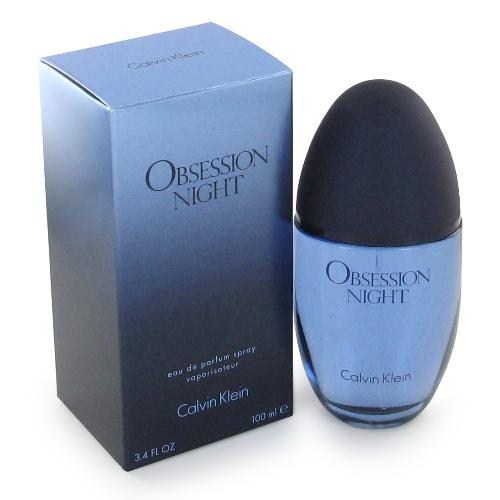 Calvin Klein
OBSESSION
NIGHT
eau de parfum spray
vaporisateur
Calvin Klein
3.4 FL OZ
100 ml ℮
OBSESSION
NIGHT
Calvin Klein